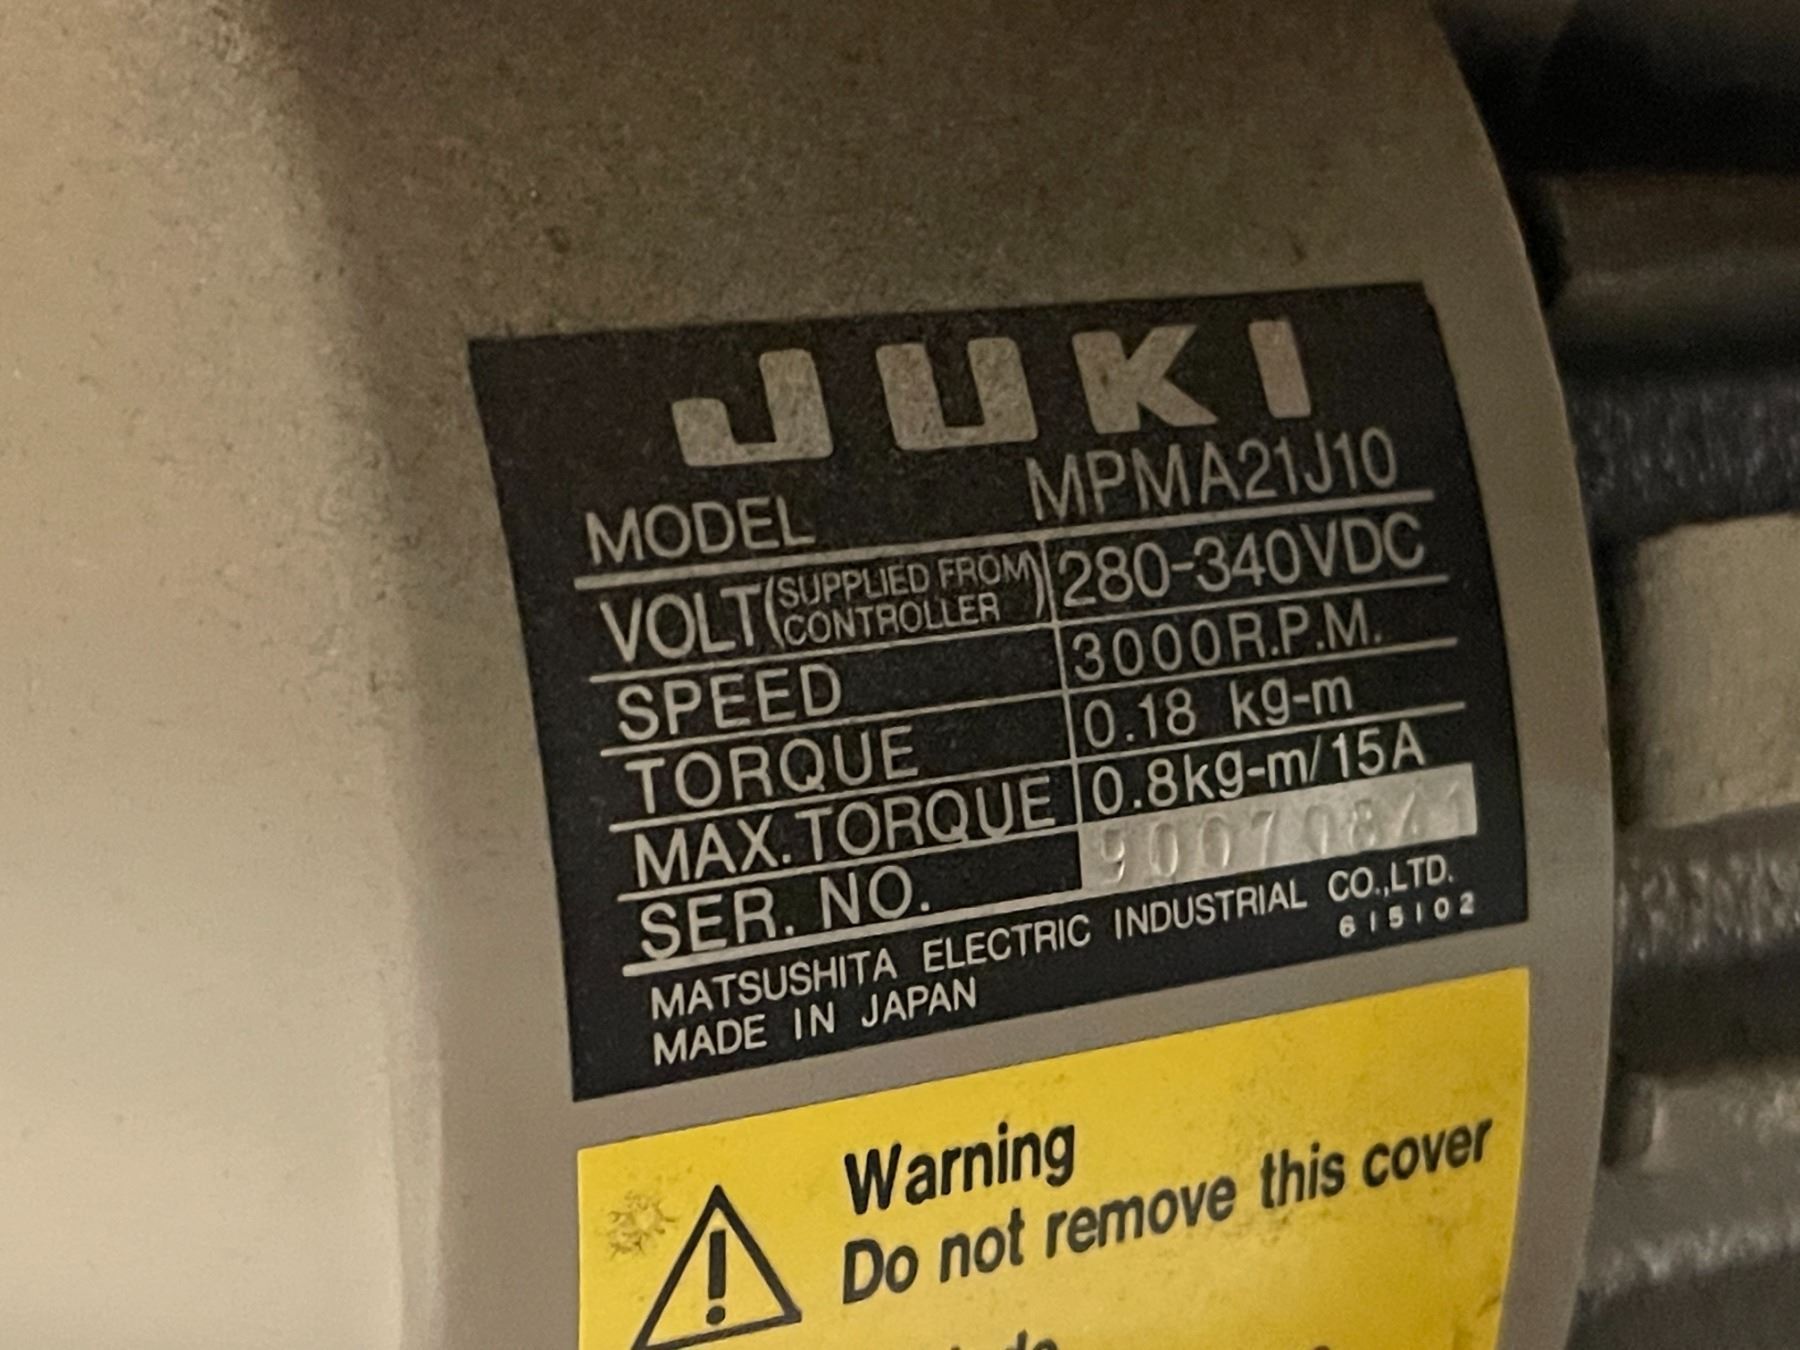 JUKI
MODEL MPMA21J10
VOLT(SUPPLIED FROM CONTROLLER) 280-340VDC
SPEED 3000R.P.M.
TORQUE 0.18 kg-m
MAX.TORQUE 0.8kg-m/15A
SER. NO. 90070841
MATSUSHITA ELECTRIC INDUSTRIAL CO.,LTD.
615102
MADE IN JAPAN
Warning
Do not remove this cover